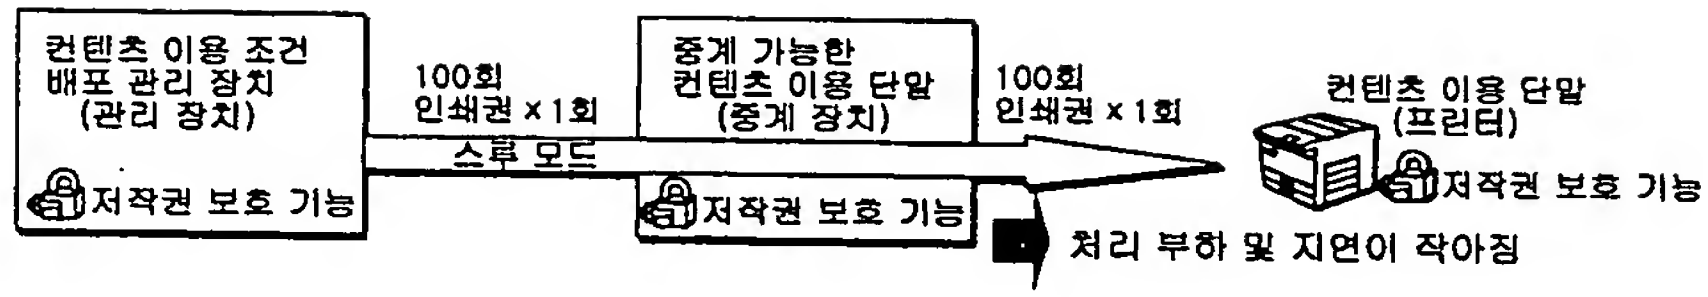 컨텐츠 이용 조건
배포 관리 장치
(관리 장치)
저작권 보호 기능
100회
인쇄권 × 1회
스루 모드
중계 가능한
컨텐츠 이용 단말
(중계 장치)
저작권 보호 기능
100회
인쇄권 × 1회
컨텐츠 이용 단말
(프린터)
저작권 보호 기능
처리 부하 및 지연이 작아짐